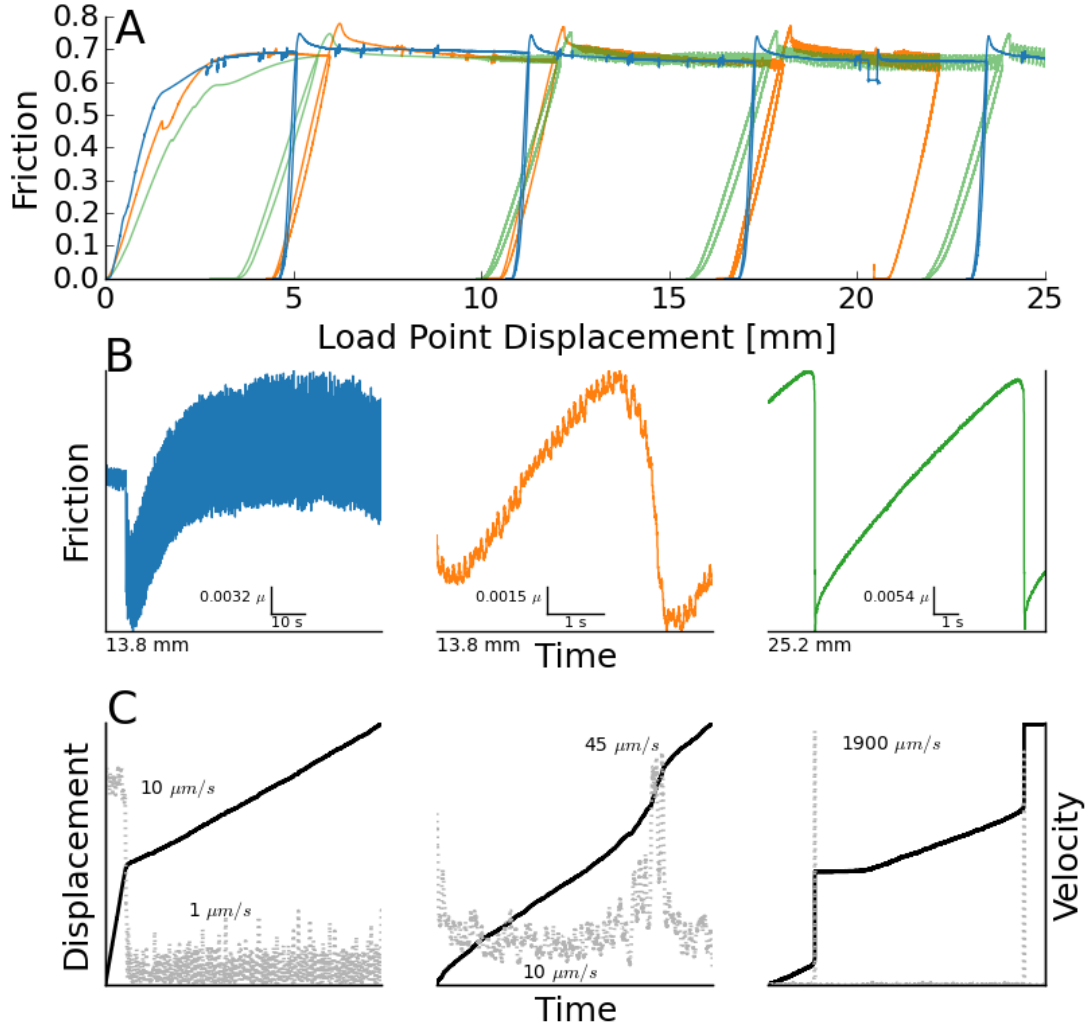 A
0.8
0.7
0.6
0.5
0.4
0.3
0.2
0.1
0.0
Friction
0 5 10 15 20 25
Load Point Displacement [mm]
B
Friction
0.0032 μ
10 s
0.0015 μ
1 s
0.0054 μ
1 s
13.8 mm
13.8 mm
25.2 mm
Time
C
Displacement
10 μm/s
1 μm/s
45 μm/s
10 μm/s
1900 μm/s
Velocity
Time